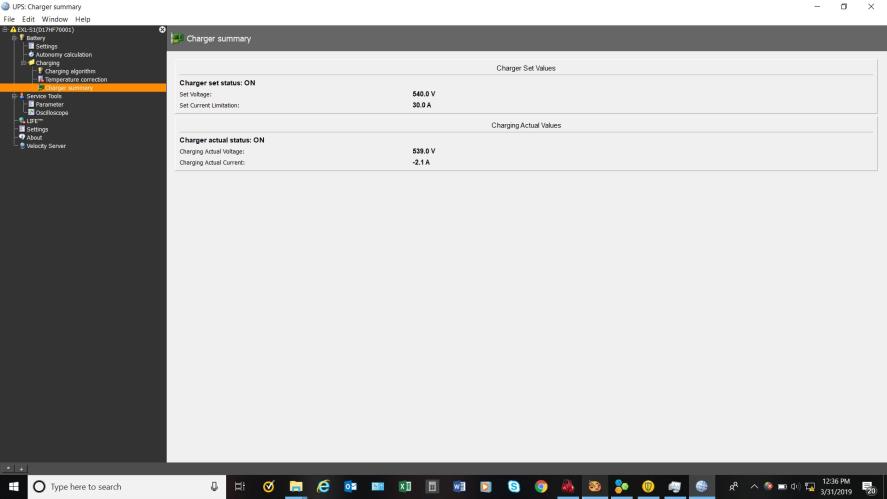 UPS: Charger summary
File Edit Window Help
EXL-S1(D17HF70001)
Battery
Settings
Autonomy calculation
Charging
Charging algorithm
Temperature correction
Charger summary
Service Tools
Parameter
Oscilloscope
LIFE™
Settings
About
Velocity Server
Charger summary
Charger Set Values
Charger set status: ON
Set Voltage: 540.0 V
Set Current Limitation: 30.0 A
Charging Actual Values
Charger actual status: ON
Charging Actual Voltage: 539.0 V
Charging Actual Current: -2.1 A
Type here to search
12:36 PM
3/31/2019
20